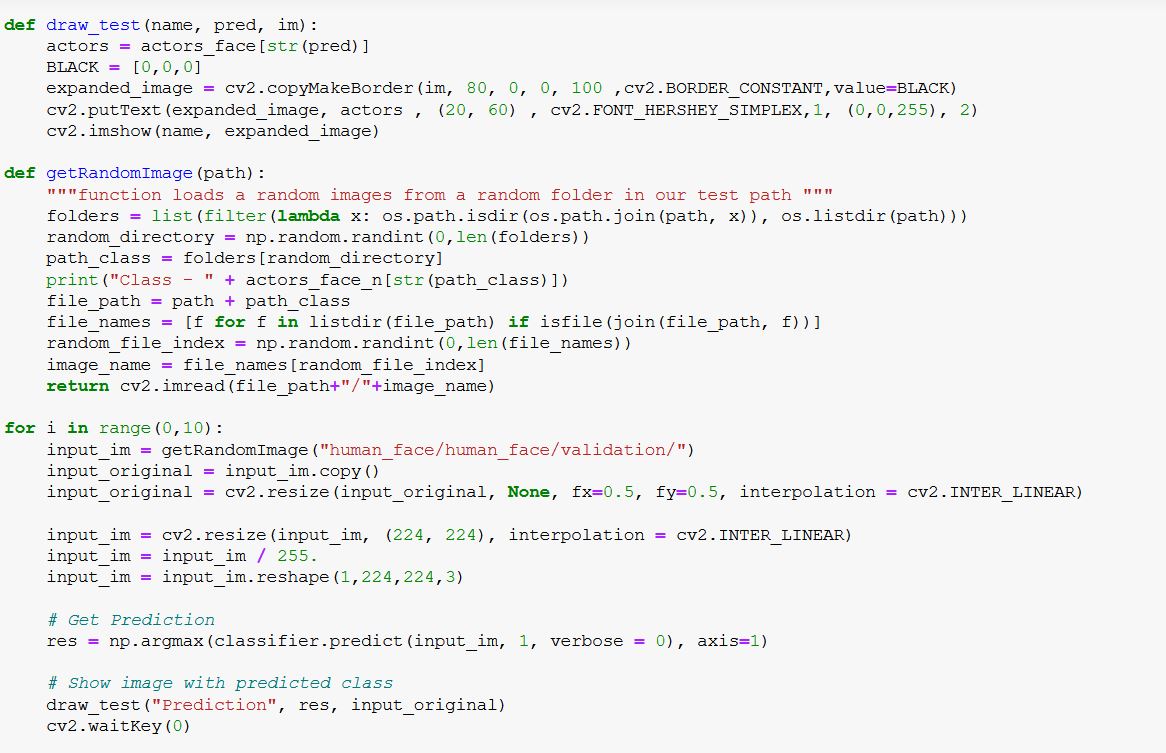 def draw_test(name, pred, im):
    actors = actors_face[str(pred)]
    BLACK = [0,0,0]
    expanded_image = cv2.copyMakeBorder(im, 80, 0, 0, 100 ,cv2.BORDER_CONSTANT,value=BLACK)
    cv2.putText(expanded_image, actors , (20, 60) , cv2.FONT_HERSHEY_SIMPLEX,1, (0,0,255), 2)
    cv2.imshow(name, expanded_image)

def getRandomImage(path):
    """function loads a random images from a random folder in our test path """
    folders = list(filter(lambda x: os.path.isdir(os.path.join(path, x)), os.listdir(path)))
    random_directory = np.random.randint(0,len(folders))
    path_class = folders[random_directory]
    print("Class - " + actors_face_n[str(path_class)])
    file_path = path + path_class
    file_names = [f for f in listdir(file_path) if isfile(join(file_path, f))]
    random_file_index = np.random.randint(0,len(file_names))
    image_name = file_names[random_file_index]
    return cv2.imread(file_path+"/"+image_name)

for i in range(0,10):
    input_im = getRandomImage("human_face/human_face/validation/")
    input_original = input_im.copy()
    input_original = cv2.resize(input_original, None, fx=0.5, fy=0.5, interpolation = cv2.INTER_LINEAR)

    input_im = cv2.resize(input_im, (224, 224), interpolation = cv2.INTER_LINEAR)
    input_im = input_im / 255.
    input_im = input_im.reshape(1,224,224,3)

    # Get Prediction
    res = np.argmax(classifier.predict(input_im, 1, verbose = 0), axis=1)

    # Show image with predicted class
    draw_test("Prediction", res, input_original)
    cv2.waitKey(0)